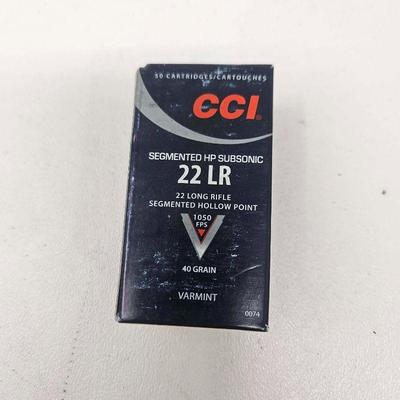 50 CARTRIDGES/CARTOUCHES
CCI®
SEGMENTED HP SUBSONIC
22 LR
22 LONG RIFLE
SEGMENTED HOLLOW POINT
1050
FPS
40 GRAIN
VARMINT
0074